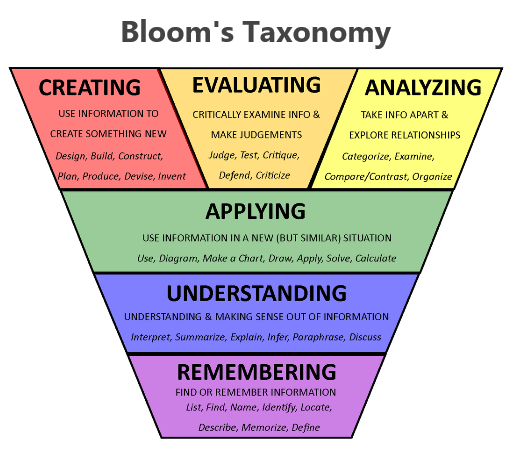 Bloom's Taxonomy
CREATING
USE INFORMATION TO
CREATE SOMETHING NEW
Design, Build, Construct,
Plan, Produce, Devise, Invent
EVALUATING
CRITICALLY EXAMINE INFO &
MAKE JUDGEMENTS
Judge, Test, Critique,
Defend, Criticize
ANALYZING
TAKE INFO APART &
EXPLORE RELATIONSHIPS
Categorize, Examine,
Compare/Contrast, Organize
APPLYING
USE INFORMATION IN A NEW (BUT SIMILAR) SITUATION
Use, Diagram, Make a Chart, Draw, Apply, Solve, Calculate
UNDERSTANDING
UNDERSTANDING & MAKING SENSE OUT OF INFORMATION
Interpret, Summarize, Explain, Infer, Paraphrase, Discuss
REMEMBERING
FIND OR REMEMBER INFORMATION
List, Find, Name, Identify, Locate,
Describe, Memorize, Define